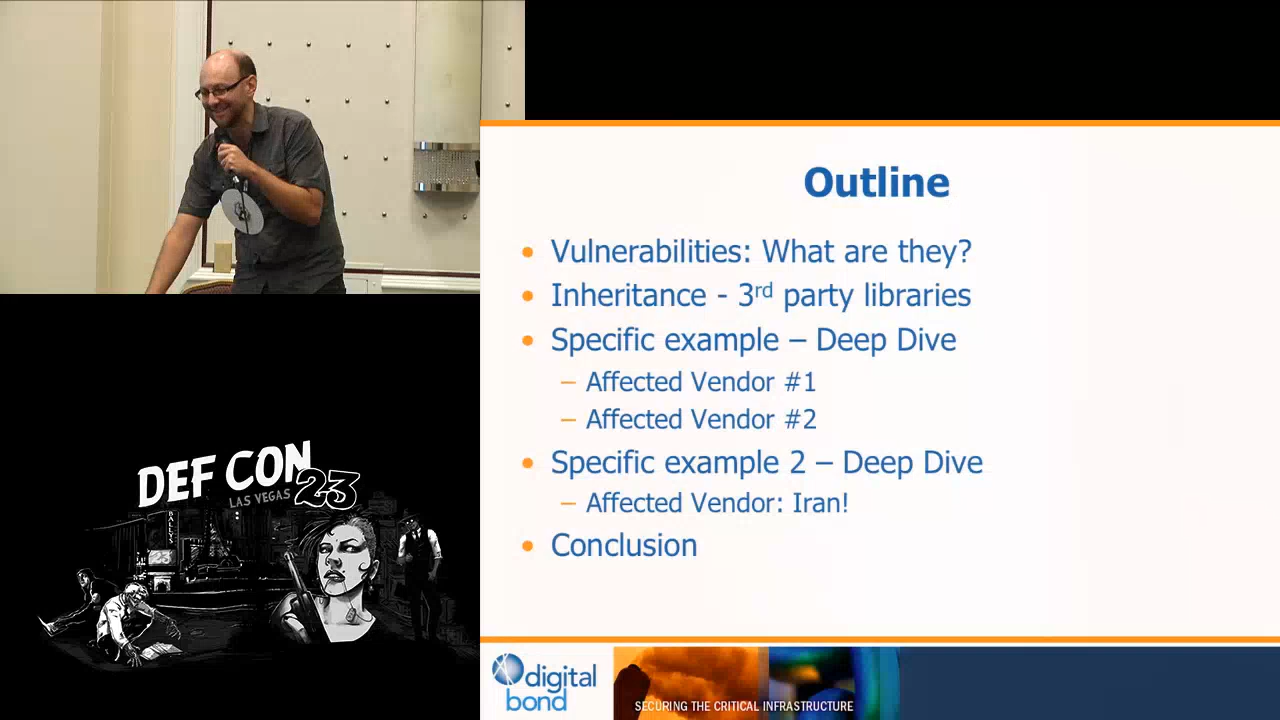 Outline
• Vulnerabilities: What are they?
• Inheritance - 3rd party libraries
• Specific example – Deep Dive
– Affected Vendor #1
– Affected Vendor #2
• Specific example 2 – Deep Dive
– Affected Vendor: Iran!
• Conclusion
DEF CON
LAS VEGAS 23
BALLYS
23
digital
bond
SECURING THE CRITICAL INFRASTRUCTURE